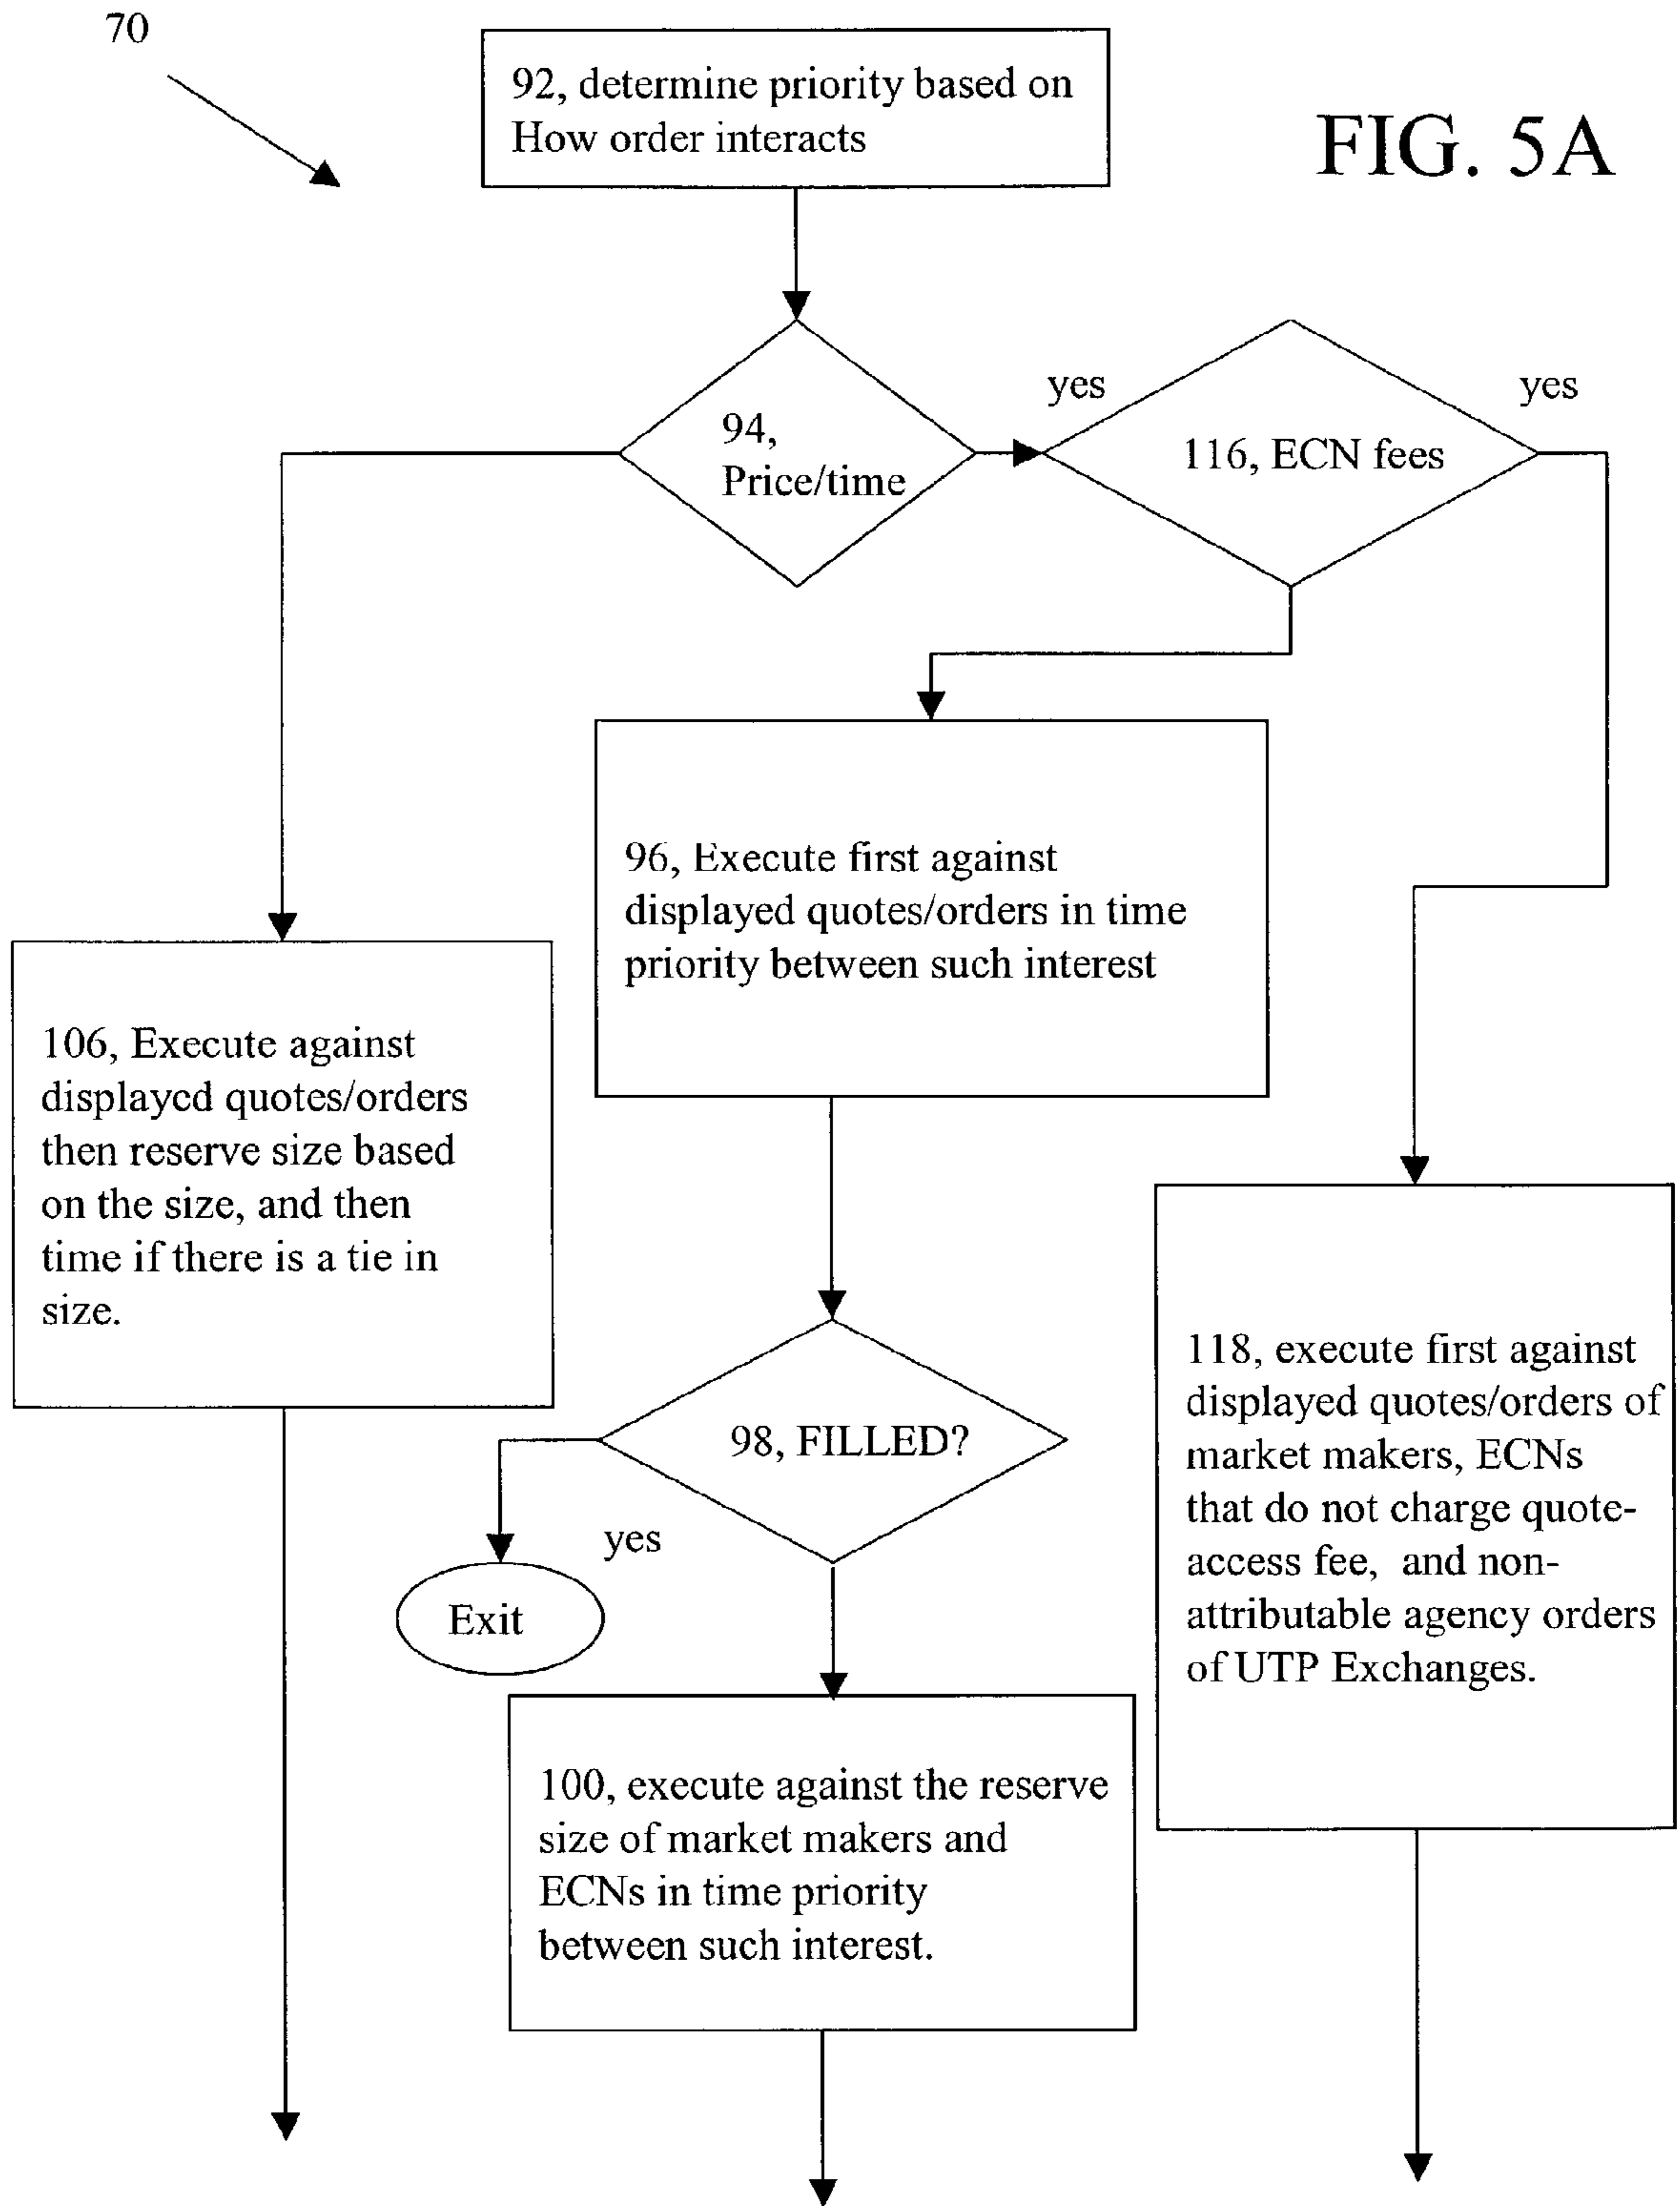 70
92, determine priority based on
How order interacts
FIG. 5A
94,
Price/time
yes
116, ECN fees
yes
96, Execute first against
displayed quotes/orders in time
priority between such interest
106, Execute against
displayed quotes/orders
then reserve size based
on the size, and then
time if there is a tie in
size.
98, FILLED?
yes
Exit
118, execute first against
displayed quotes/orders of
market makers, ECNs
that do not charge quote-
access fee, and non-
attributable agency orders
of UTP Exchanges.
100, execute against the reserve
size of market makers and
ECNs in time priority
between such interest.